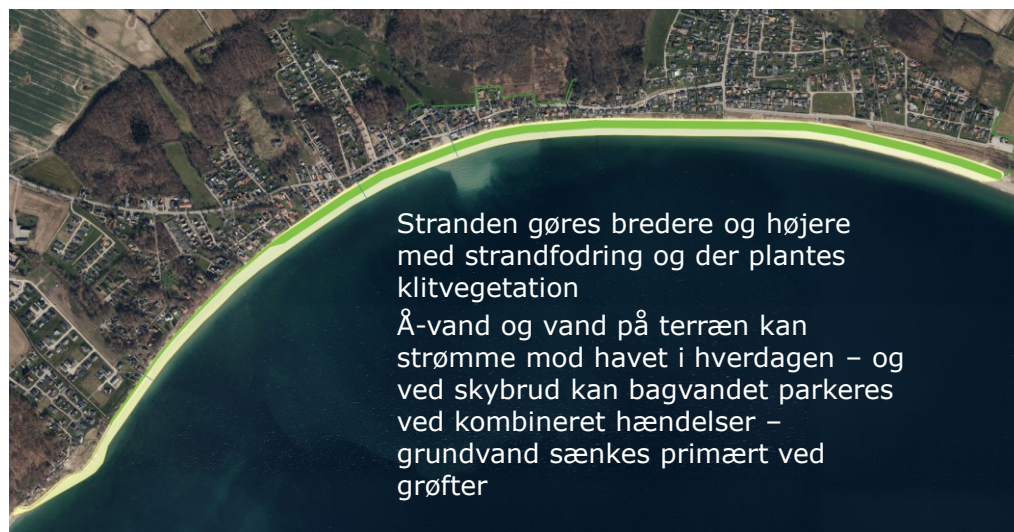 Stranden gøres bredere og højere
med strandfodring og der plantes
klitvegetation
Å-vand og vand på terræn kan
strømme mod havet i hverdagen – og
ved skybrud kan bagvandet parkeres
ved kombineret hændelser –
grundvand sænkes primært ved
grøfter